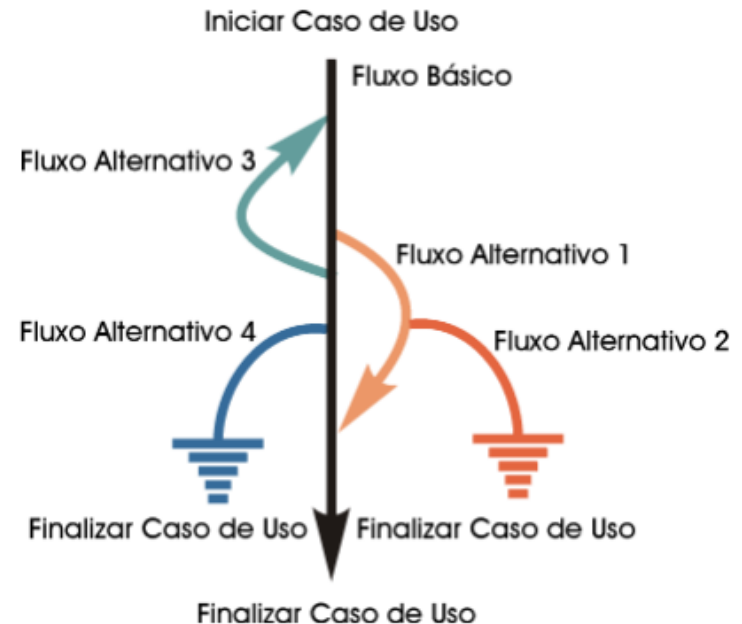 Iniciar Caso de Uso
Fluxo Básico
Fluxo Alternativo 3
Fluxo Alternativo 1
Fluxo Alternativo 4
Fluxo Alternativo 2
Finalizar Caso de Uso
Finalizar Caso de Uso
Finalizar Caso de Uso